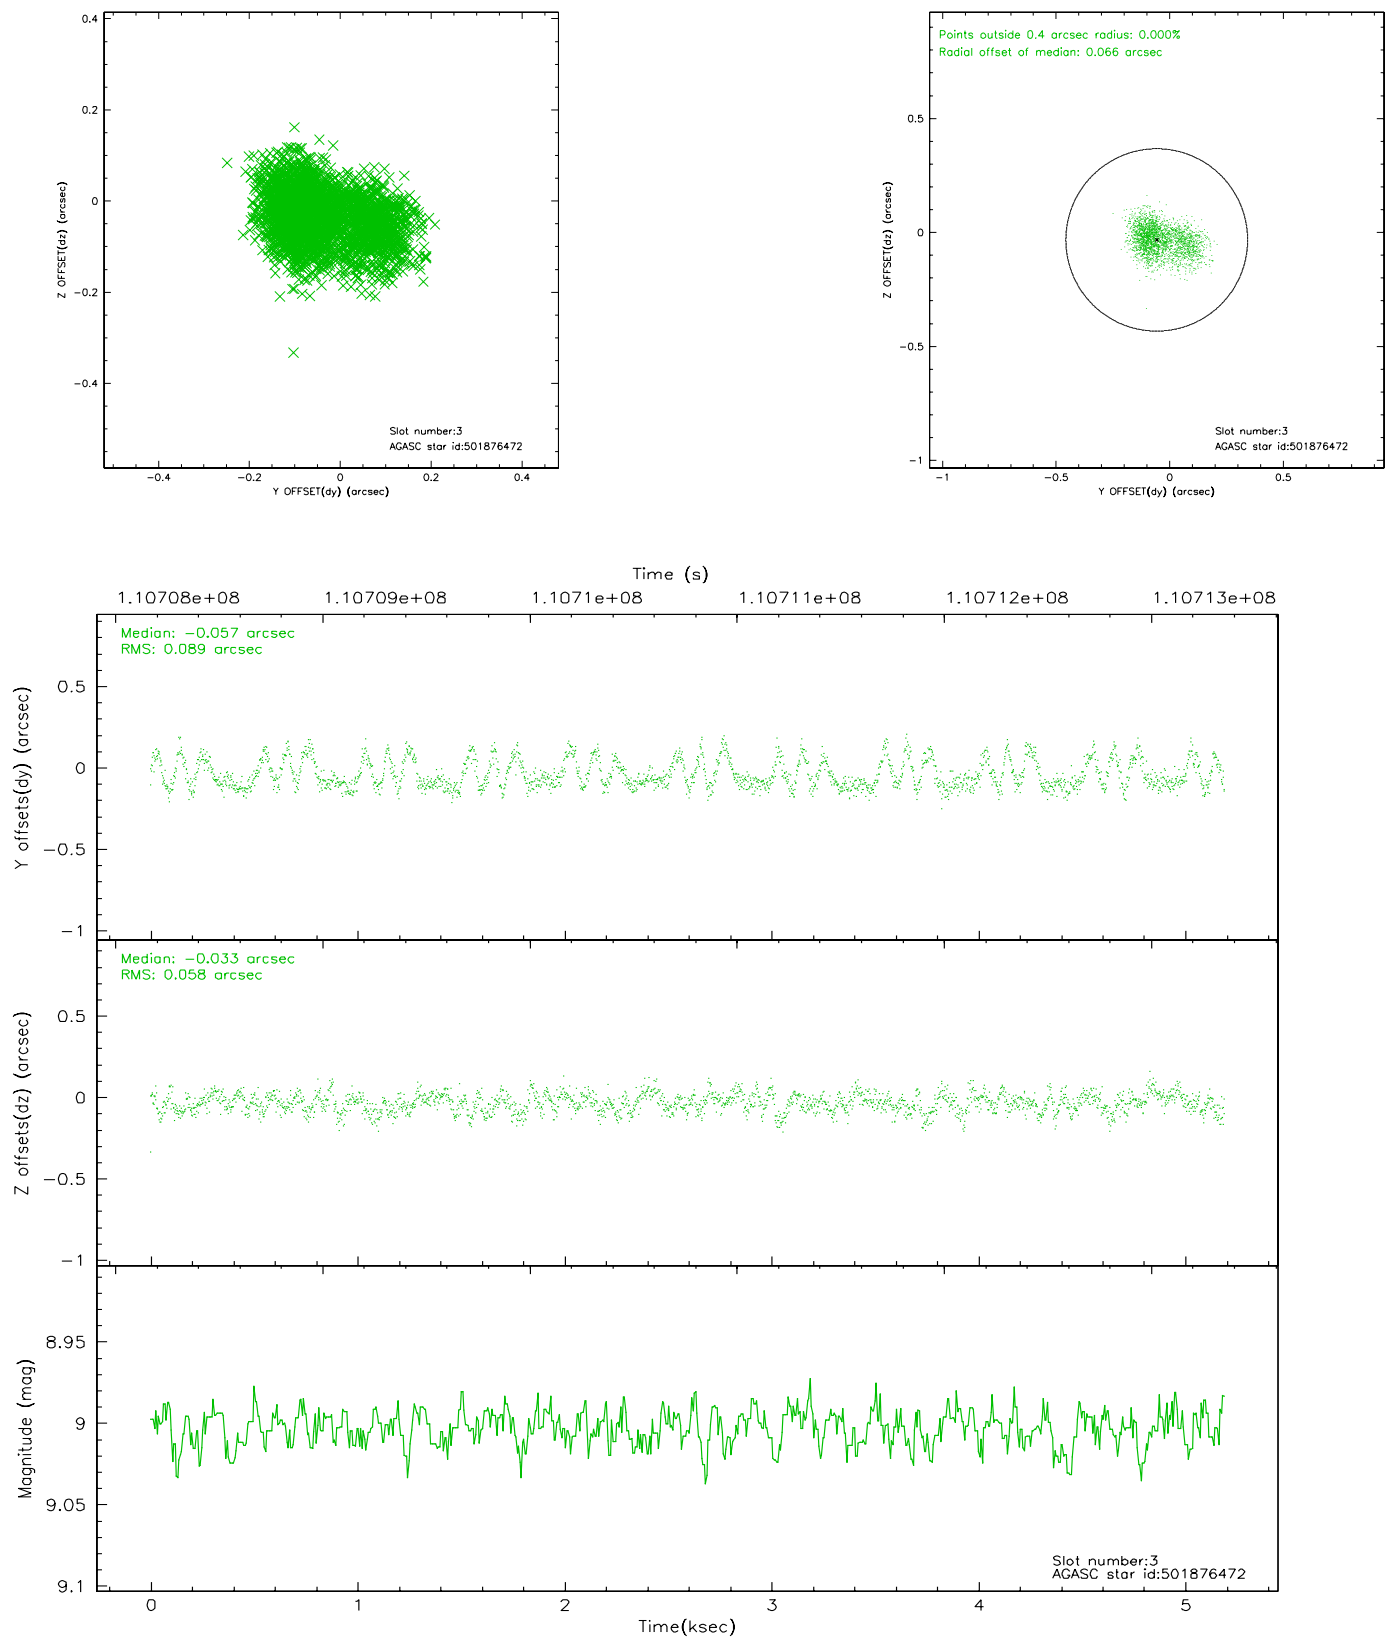 0.4
0.2
0
−0.2
−0.4
Z OFFSET(dz) (arcsec)
Slot number:3
AGASC star id:501876472
−0.4 −0.2 0 0.2 0.4
Y OFFSET(dy) (arcsec)
Points outside 0.4 arcsec radius: 0.000%
Radial offset of median: 0.066 arcsec
0.5
0
−0.5
−1
Z OFFSET(dz) (arcsec)
Slot number:3
AGASC star id:501876472
−1 −0.5 0 0.5
Y OFFSET(dy) (arcsec)
Time (s)
1.10708e+08 1.10709e+08 1.1071e+08 1.10711e+08 1.10712e+08 1.10713e+08
Median: −0.057 arcsec
RMS: 0.089 arcsec
0.5
0
−0.5
−1
Y offsets(dy) (arcsec)
Median: −0.033 arcsec
RMS: 0.058 arcsec
0.5
0
−0.5
−1
Z offsets(dz) (arcsec)
8.95
9
9.05
9.1
Magnitude (mag)
Slot number:3
AGASC star id:501876472
0 1 2 3 4 5
Time(ksec)